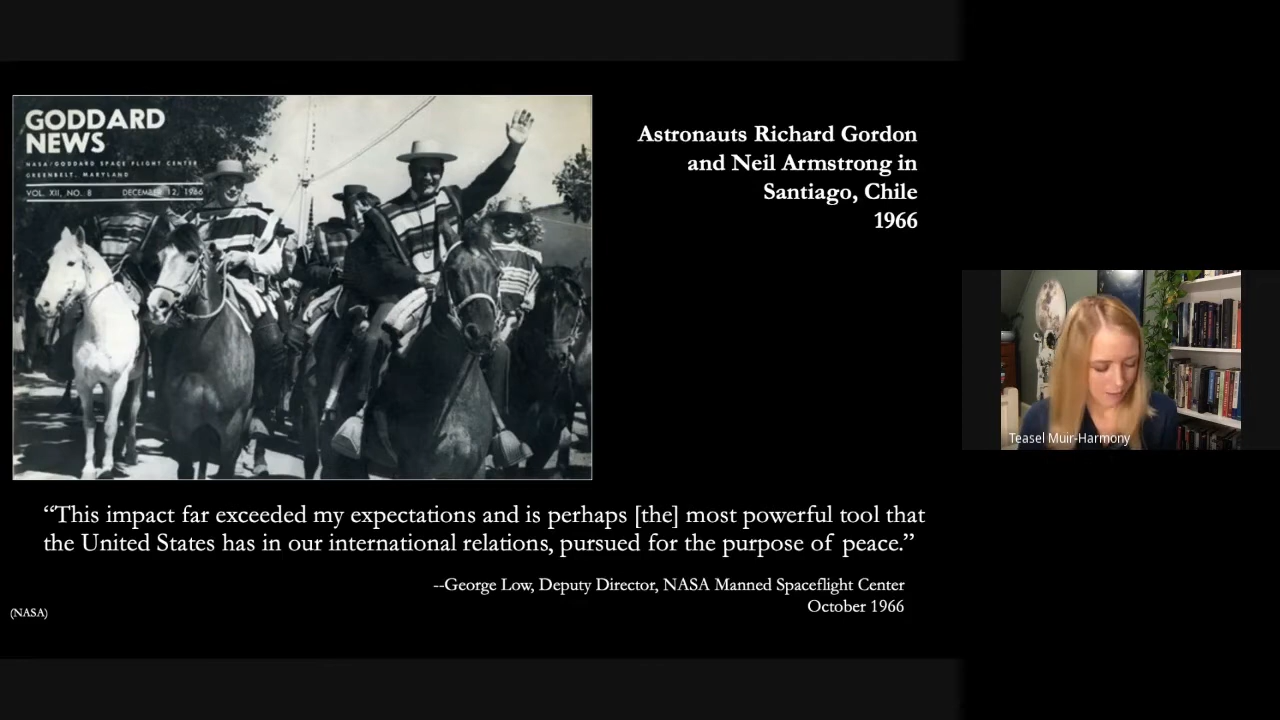 GODDARD
NEWS
NASA/GODDARD SPACE FLIGHT CENTER
GREENBELT, MARYLAND
VOL. XII, NO. 8 DECEMBER 12, 1966
Astronauts Richard Gordon
and Neil Armstrong in
Santiago, Chile
1966
“This impact far exceeded my expectations and is perhaps [the] most powerful tool that
the United States has in our international relations, pursued for the purpose of peace.”
--George Low, Deputy Director, NASA Manned Spaceflight Center
October 1966
(NASA)
Teasel Muir-Harmony